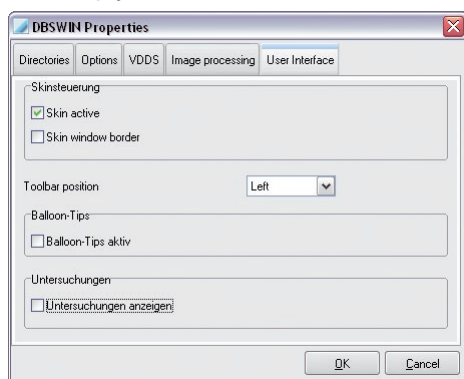 DBSWIN Properties
Directories Options VDDS Image processing User Interface
Skinsteuerung
Skin active
Skin window border
Toolbar position Left
Balloon-Tips
Balloon-Tips aktiv
Untersuchungen
Untersuchungen anzeigen
OK Cancel